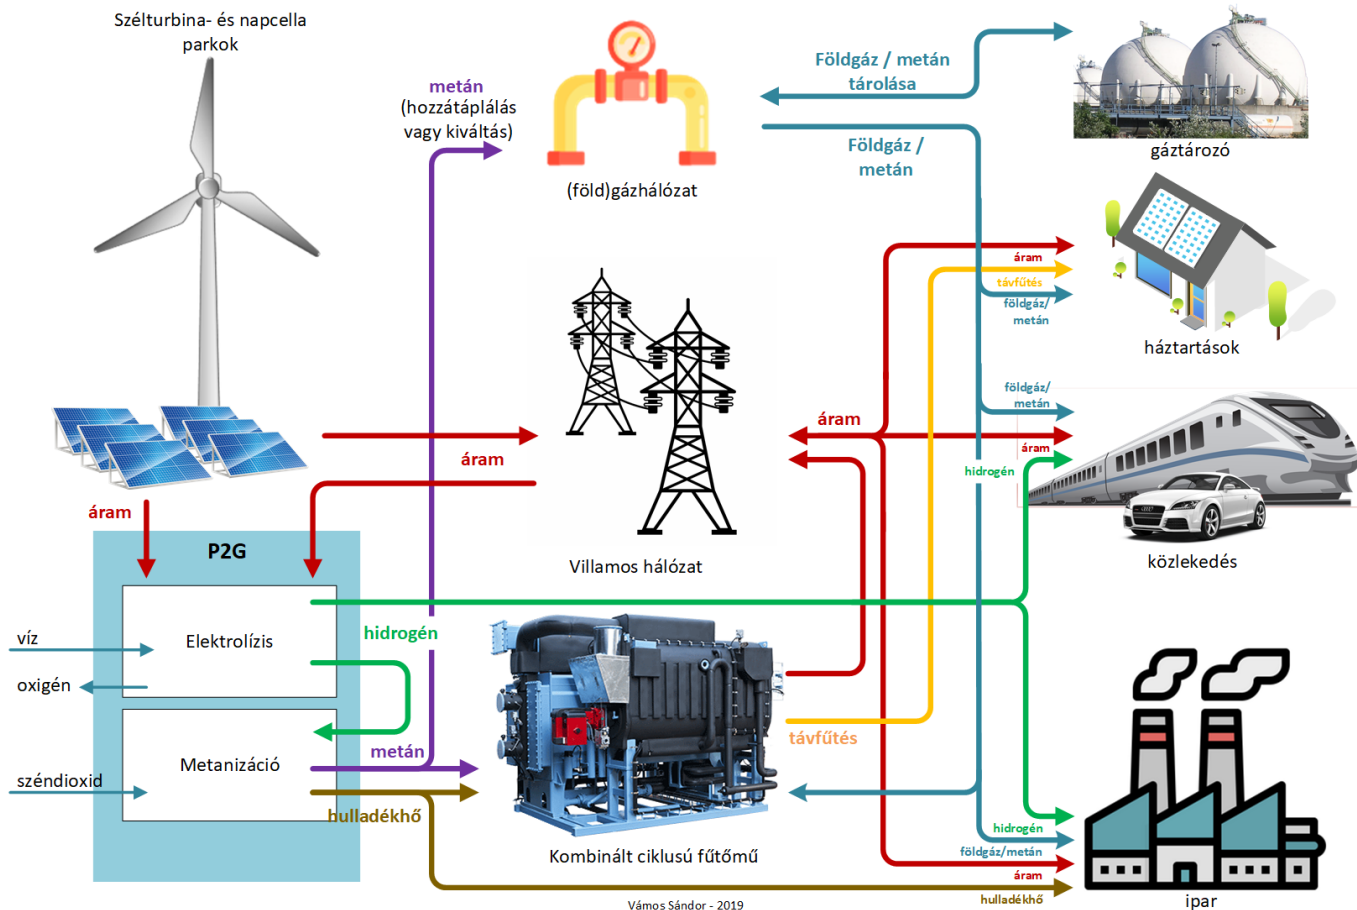 Szélturbina- és napcella
parkok
metán
(hozzátáplálás
vagy kiváltás)
(föld)gázhálózat
Földgáz / metán
tárolása
Földgáz /
metán
gáztározó
áram
távfűtés
földgáz/
metán
háztartások
földgáz/
metán
áram
áram
hidrogén
közlekedés
áram
áram
Villamos hálózat
P2G
Elektrolízis
víz
oxigén
hidrogén
Metanizáció
széndioxid
metán
hulladékhő
távfűtés
Kombinált ciklusú fűtőmű
hidrogén
földgáz/metán
áram
hulladékhő
ipar
Vámos Sándor - 2019